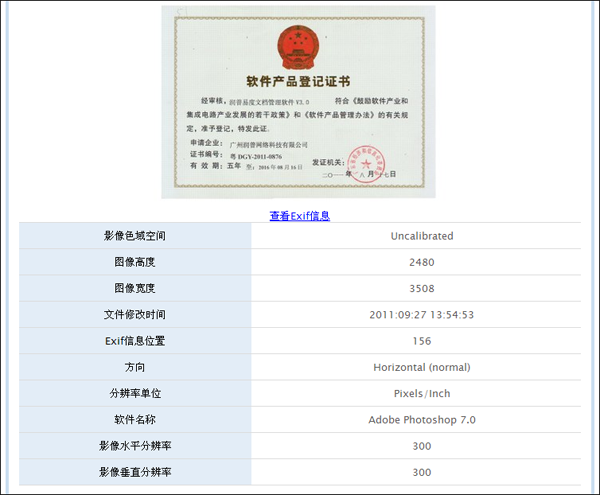 软件产品登记证书
经审核，润普易度文档管理软件 V3.0 符合《鼓励软件产业和
集成电路产业发展的若干政策》和《软件产品管理办法》的有关规
定，准予登记，特发此证.
申请企业： 广州润普网络科技有限公司
证书编号： 粤 DGY-2011-0876
有 效 期： 五年 至： 2016 年 08 月 16 日
发证机关：
二〇一一年 八 月十七日
查看Exif信息
影像色域空间 Uncalibrated
图像高度 2480
图像宽度 3508
文件修改时间 2011:09:27 13:54:53
Exif信息位置 156
方向 Horizontal (normal)
分辨率单位 Pixels/Inch
软件名称 Adobe Photoshop 7.0
影像水平分辨率 300
影像垂直分辨率 300